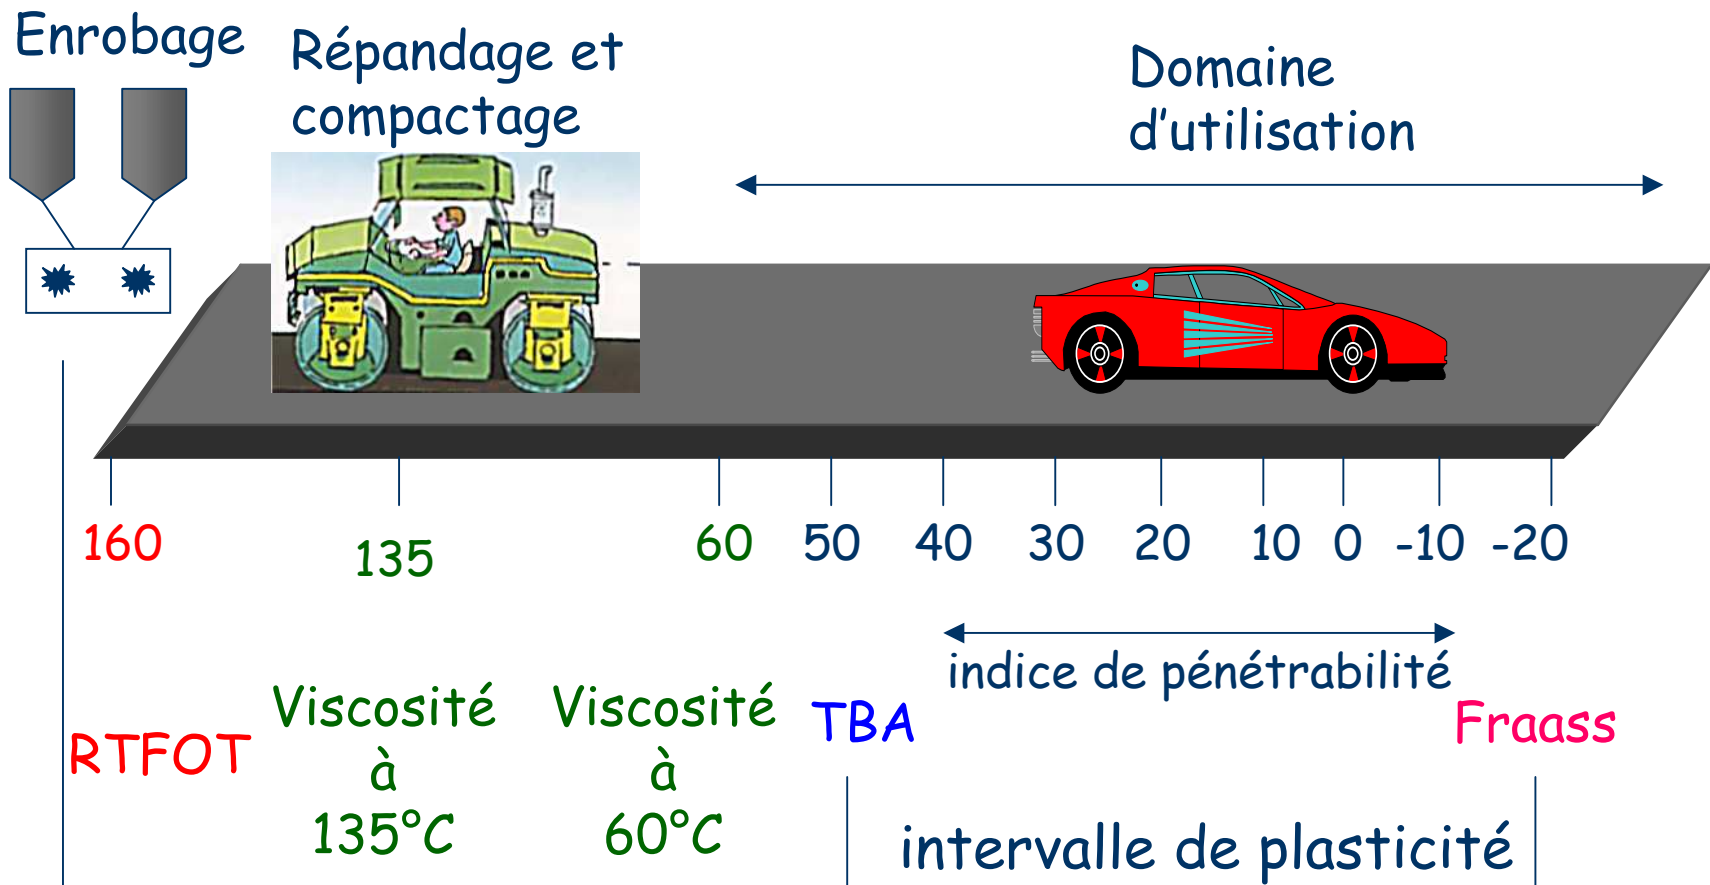 Enrobage
Répandage et
compactage
Domaine
d’utilisation
160
135
60
50
40
30
20
10
0
-10
-20
indice de pénétrabilité
RTFOT
Viscosité
à
135°C
Viscosité
à
60°C
TBA
Fraass
intervalle de plasticité